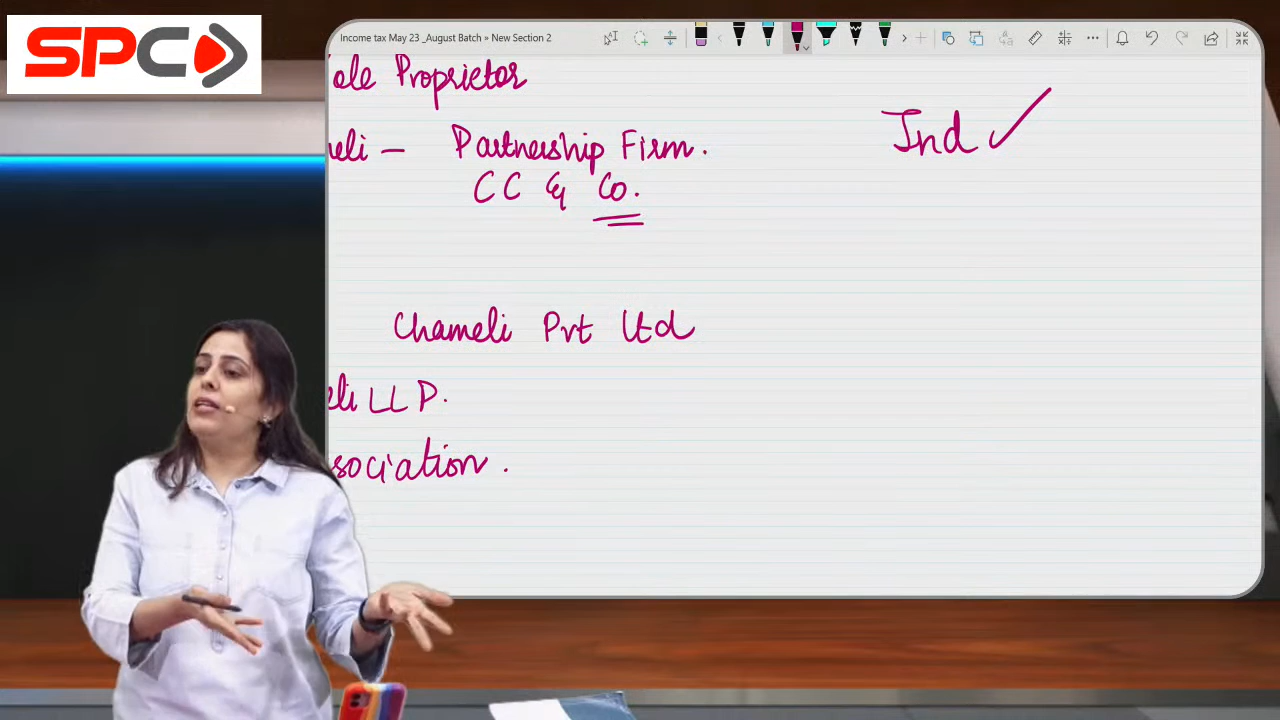 SPC
Income tax May 23 _August Batch » New Section 2
ole Proprietor
Ind
meli – Partnership Firm.
CC & Co.
Chameli Pvt Ltd
eli LLP.
sociation.